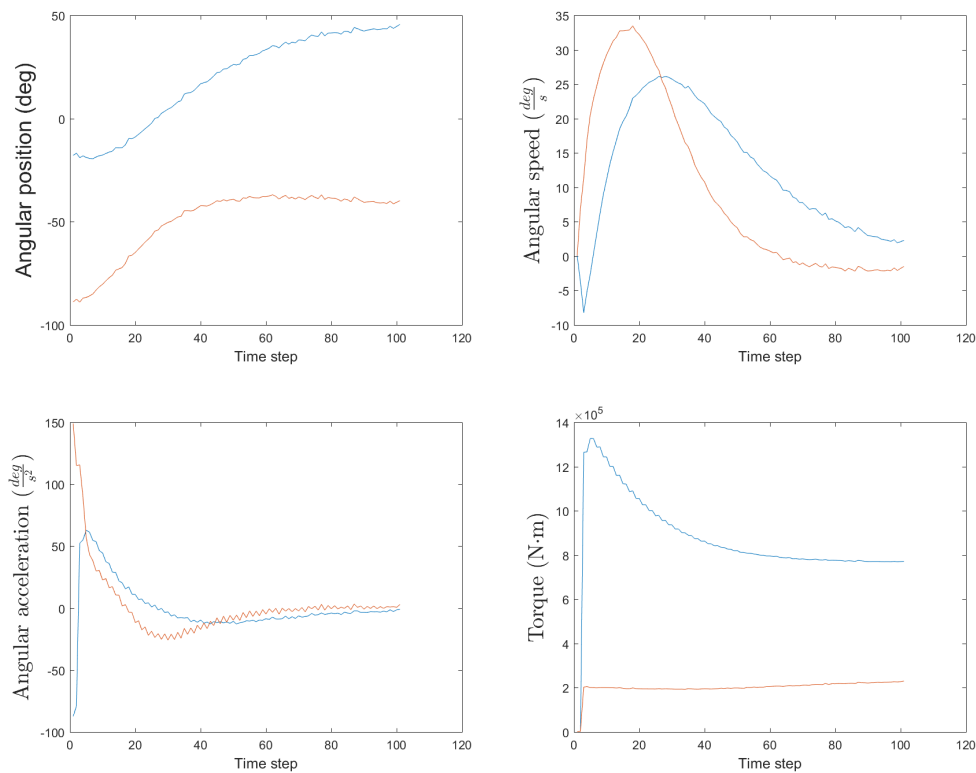 50
0
-50
-100
Angular position (deg)
0 20 40 60 80 100 120
Time step
35
30
25
20
15
10
5
0
-5
-10
Angular speed (deg/s)
0 20 40 60 80 100 120
Time step
150
100
50
0
-50
-100
Angular acceleration (deg/s²)
0 20 40 60 80 100 120
Time step
×10⁵
14
12
10
8
6
4
2
0
Torque (N·m)
0 20 40 60 80 100 120
Time step